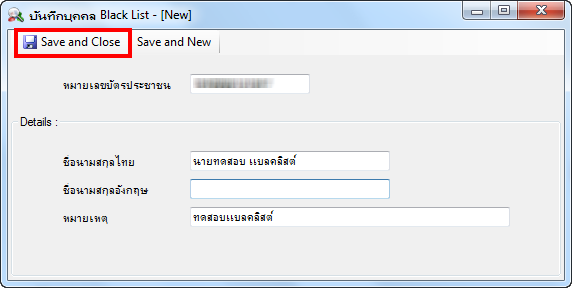 บันทึกบุคคล Black List - [New]
Save and Close Save and New
หมายเลขบัตรประชาชน
Details :
ชื่อนามสกุลไทย นายทดสอบ แบลคลิสต์
ชื่อนามสกุลอังกฤษ
หมายเหตุ ทดสอบแบลคลิสต์